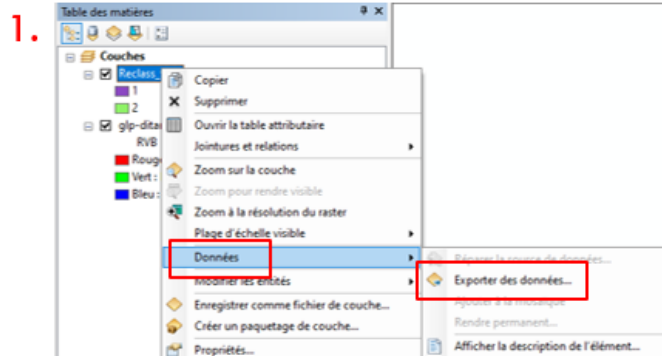 1.
Table des matières
Couches
Reclass_
1
2
glp-ditar
RVB
Rouge
Vert :
Bleu :
Copier
Supprimer
Ouvrir la table attributaire
Jointures et relations
Zoom sur la couche
Zoom pour rendre visible
Zoom à la résolution du raster
Plage d'échelle visible
Données
Modifier les entités
Enregistrer comme fichier de couche...
Créer un paquetage de couche...
Propriétés...
Réparer la source de données...
Exporter des données...
Ajouter à la mosaïque
Rendre permanent...
Afficher la description de l'élément...